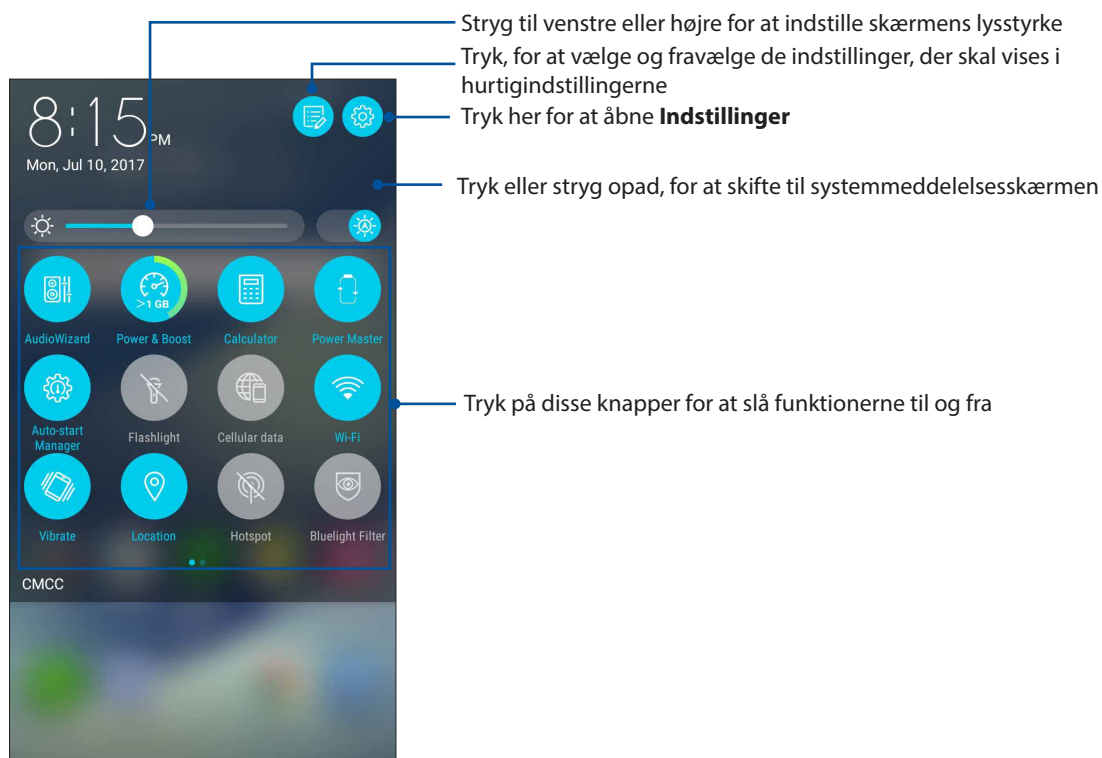 Stryg til venstre eller højre for at indstille skærmens lysstyrke
Tryk, for at vælge og fravælge de indstillinger, der skal vises i
hurtigindstillingerne
Tryk her for at åbne Indstillinger
Tryk eller stryg opad, for at skifte til systemmeddelelsesskærmen
Tryk på disse knapper for at slå funktionerne til og fra
8:15 PM
Mon, Jul 10, 2017
A
>1 GB
AudioWizard Power & Boost Calculator Power Master
Auto-start
Manager Flashlight Cellular data Wi-Fi
Vibrate Location Hotspot Bluelight Filter
CMCC